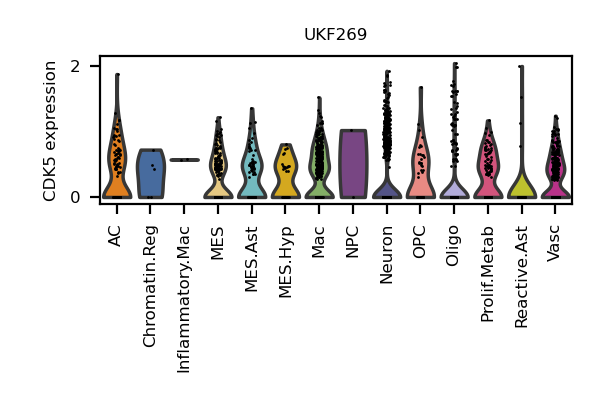 UKF269
CDK5 expression
2
0
AC
Chromatin.Reg
Inflammatory.Mac
MES
MES.Ast
MES.Hyp
Mac
NPC
Neuron
OPC
Oligo
Prolif.Metab
Reactive.Ast
Vasc